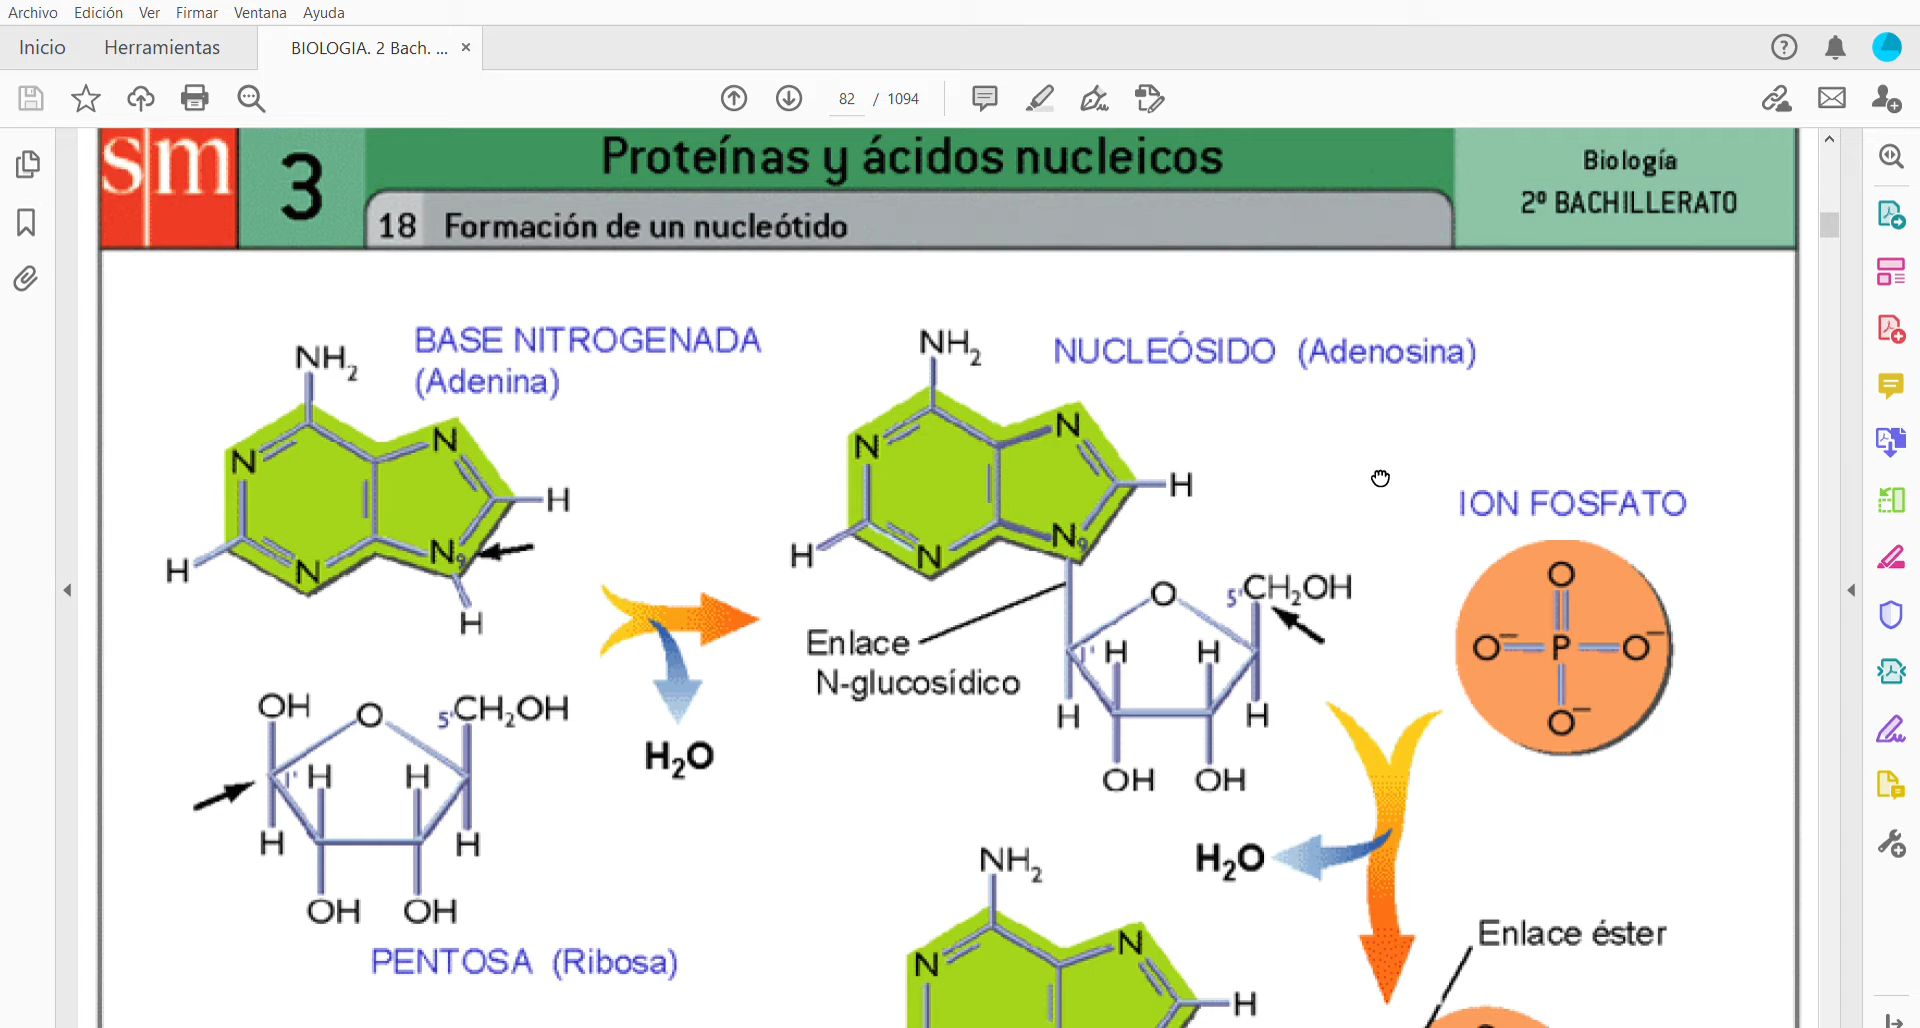 Archivo Edición Ver Firmar Ventana Ayuda
Inicio Herramientas BIOLOGIA. 2 Bach. ... ×
82 / 1094
sm 3 Proteínas y ácidos nucleicos
18 Formación de un nucleótido
Biología
2º BACHILLERATO
NH2
BASE NITROGENADA
(Adenina)
N
N
H
H
N
N9
H
NH2
NUCLEÓSIDO (Adenosina)
N
N
H
H
N
N9
ION FOSFATO
O
O−
P
O−
O−
Enlace
N-glucosídico
O
5' CH2OH
1'
H
H
H
H
OH
OH
H2O
OH
O
5' CH2OH
1'
H
H
H
H
OH
OH
PENTOSA (Ribosa)
H2O
NH2
N
N
H
Enlace éster